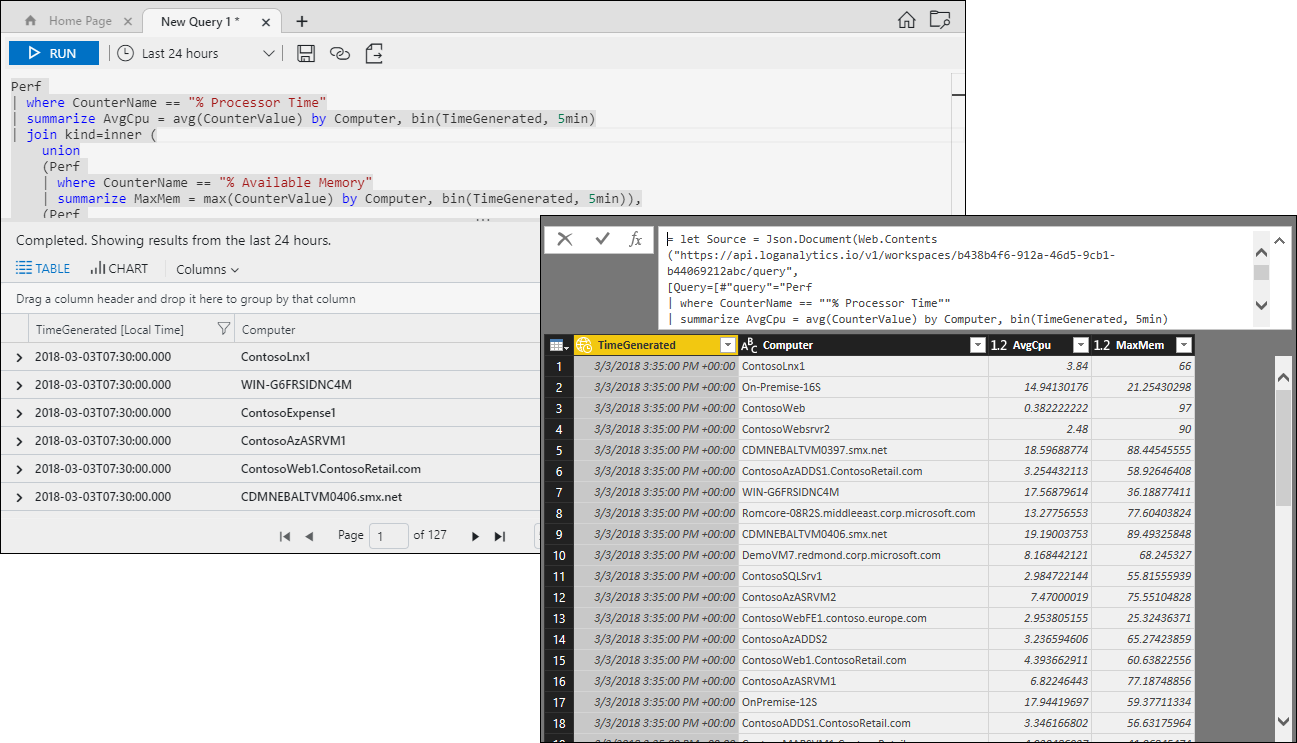 Home Page
New Query 1 *
RUN
Last 24 hours
Perf
| where CounterName == "% Processor Time"
| summarize AvgCpu = avg(CounterValue) by Computer, bin(TimeGenerated, 5min)
| join kind=inner (
union
(Perf
| where CounterName == "% Available Memory"
| summarize MaxMem = max(CounterValue) by Computer, bin(TimeGenerated, 5min)),
(Perf
Completed. Showing results from the last 24 hours.
TABLE CHART Columns
Drag a column header and drop it here to group by that column
TimeGenerated [Local Time] Computer
2018-03-03T07:30:00.000 ContosoLnx1
2018-03-03T07:30:00.000 WIN-G6FRSIDNC4M
2018-03-03T07:30:00.000 ContosoExpense1
2018-03-03T07:30:00.000 ContosoAzASRVM1
2018-03-03T07:30:00.000 ContosoWeb1.ContosoRetail.com
2018-03-03T07:30:00.000 CDMNEBALTVM0406.smx.net
Page 1 of 127
fx
= let Source = Json.Document(Web.Contents
("https://api.loganalytics.io/v1/workspaces/b438b4f6-912a-46d5-9cb1-
b44069212abc/query",
[Query=[#"query"="Perf
| where CounterName == ""% Processor Time""
| summarize AvgCpu = avg(CounterValue) by Computer, bin(TimeGenerated, 5min)
TimeGenerated ABC Computer 1.2 AvgCpu 1.2 MaxMem
1 3/3/2018 3:35:00 PM +00:00 ContosoLnx1 3.84 66
2 3/3/2018 3:35:00 PM +00:00 On-Premise-16S 14.94130176 21.25430298
3 3/3/2018 3:35:00 PM +00:00 ContosoWeb 0.382222222 97
4 3/3/2018 3:35:00 PM +00:00 ContosoWebsrvr2 2.48 90
5 3/3/2018 3:35:00 PM +00:00 CDMNEBALTVM0397.smx.net 18.59688774 88.44545555
6 3/3/2018 3:35:00 PM +00:00 ContosoAzADDS1.ContosoRetail.com 3.254432113 58.92646408
7 3/3/2018 3:35:00 PM +00:00 WIN-G6FRSIDNC4M 17.56879614 36.18877411
8 3/3/2018 3:35:00 PM +00:00 Romcore-08R2S.middleeast.corp.microsoft.com 13.27756553 77.60403824
9 3/3/2018 3:35:00 PM +00:00 CDMNEBALTVM0406.smx.net 19.19003753 89.49325848
10 3/3/2018 3:35:00 PM +00:00 DemoVM7.redmond.corp.microsoft.com 8.168442121 68.245327
11 3/3/2018 3:35:00 PM +00:00 ContosoSQLSrv1 2.984722144 55.81555939
12 3/3/2018 3:35:00 PM +00:00 ContosoAzASRVM2 7.47000019 75.55104828
13 3/3/2018 3:35:00 PM +00:00 ContosoWebFE1.contoso.europe.com 2.953805155 25.32436371
14 3/3/2018 3:35:00 PM +00:00 ContosoAzADDS2 3.236594606 65.27423859
15 3/3/2018 3:35:00 PM +00:00 ContosoWeb1.ContosoRetail.com 4.393662911 60.63822556
16 3/3/2018 3:35:00 PM +00:00 ContosoAzASRVM1 6.82246443 77.18748856
17 3/3/2018 3:35:00 PM +00:00 OnPremise-12S 17.94419697 59.37711334
18 3/3/2018 3:35:00 PM +00:00 ContosoADDS1.ContosoRetail.com 3.346166802 56.63175964